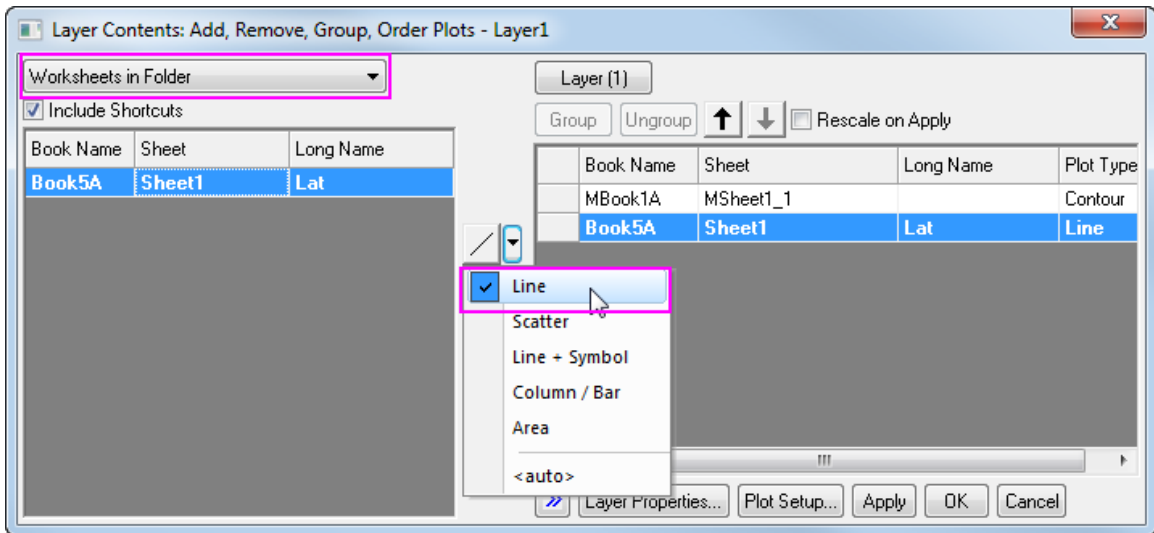 Layer Contents: Add, Remove, Group, Order Plots - Layer1
Worksheets in Folder
Include Shortcuts
Book Name Sheet Long Name
Book5A Sheet1 Lat
Layer (1)
Group Ungroup Rescale on Apply
Book Name Sheet Long Name Plot Type
MBook1A MSheet1_1 Contour
Book5A Sheet1 Lat Line
Line
Scatter
Line + Symbol
Column / Bar
Area
<auto>
Layer Properties... Plot Setup... Apply OK Cancel